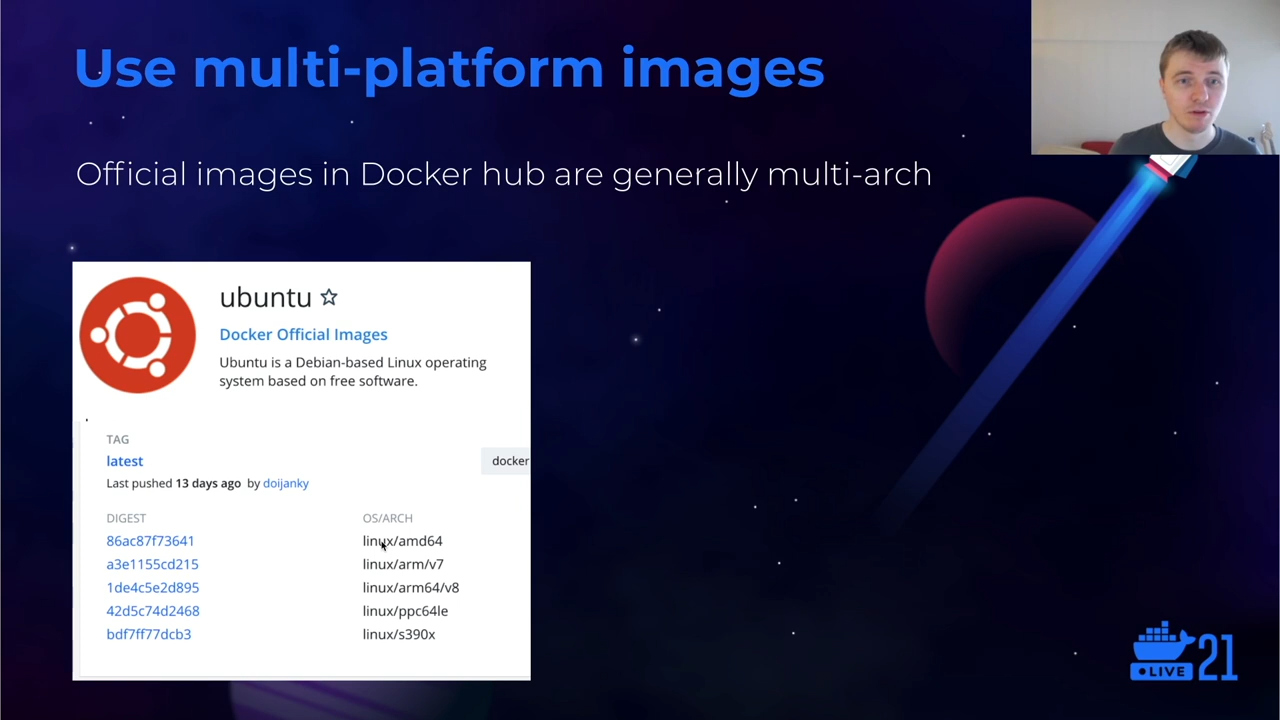 Use multi-platform images
Official images in Docker hub are generally multi-arch
ubuntu
Docker Official Images
Ubuntu is a Debian-based Linux operating
system based on free software.
TAG
latest
docker
Last pushed 13 days ago by doijanky
DIGEST OS/ARCH
86ac87f73641 linux/amd64
a3e1155cd215 linux/arm/v7
1de4c5e2d895 linux/arm64/v8
42d5c74d2468 linux/ppc64le
bdf7ff77dcb3 linux/s390x
LIVE 21